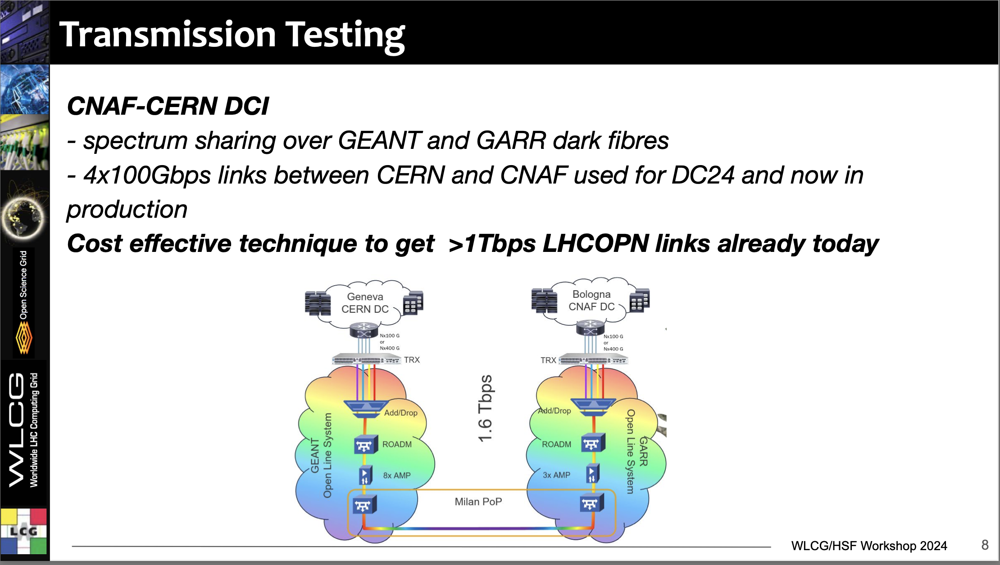 Transmission Testing
CNAF-CERN DCI
- spectrum sharing over GEANT and GARR dark fibres
- 4x100Gbps links between CERN and CNAF used for DC24 and now in
production
Cost effective technique to get  >1Tbps LHCOPN links already today
Open Science Grid
WLCG
Worldwide LHC Computing Grid
LCG
Geneva
CERN DC
Nx100 G
or
Nx400 G
TRX
Add/Drop
ROADM
8x AMP
GEANT
Open Line System
1.6 Tbps
Milan PoP
Bologna
CNAF DC
Nx100 G
or
Nx400 G
TRX
Add/Drop
ROADM
3x AMP
GARR
Open Line System
WLCG/HSF Workshop 2024
8